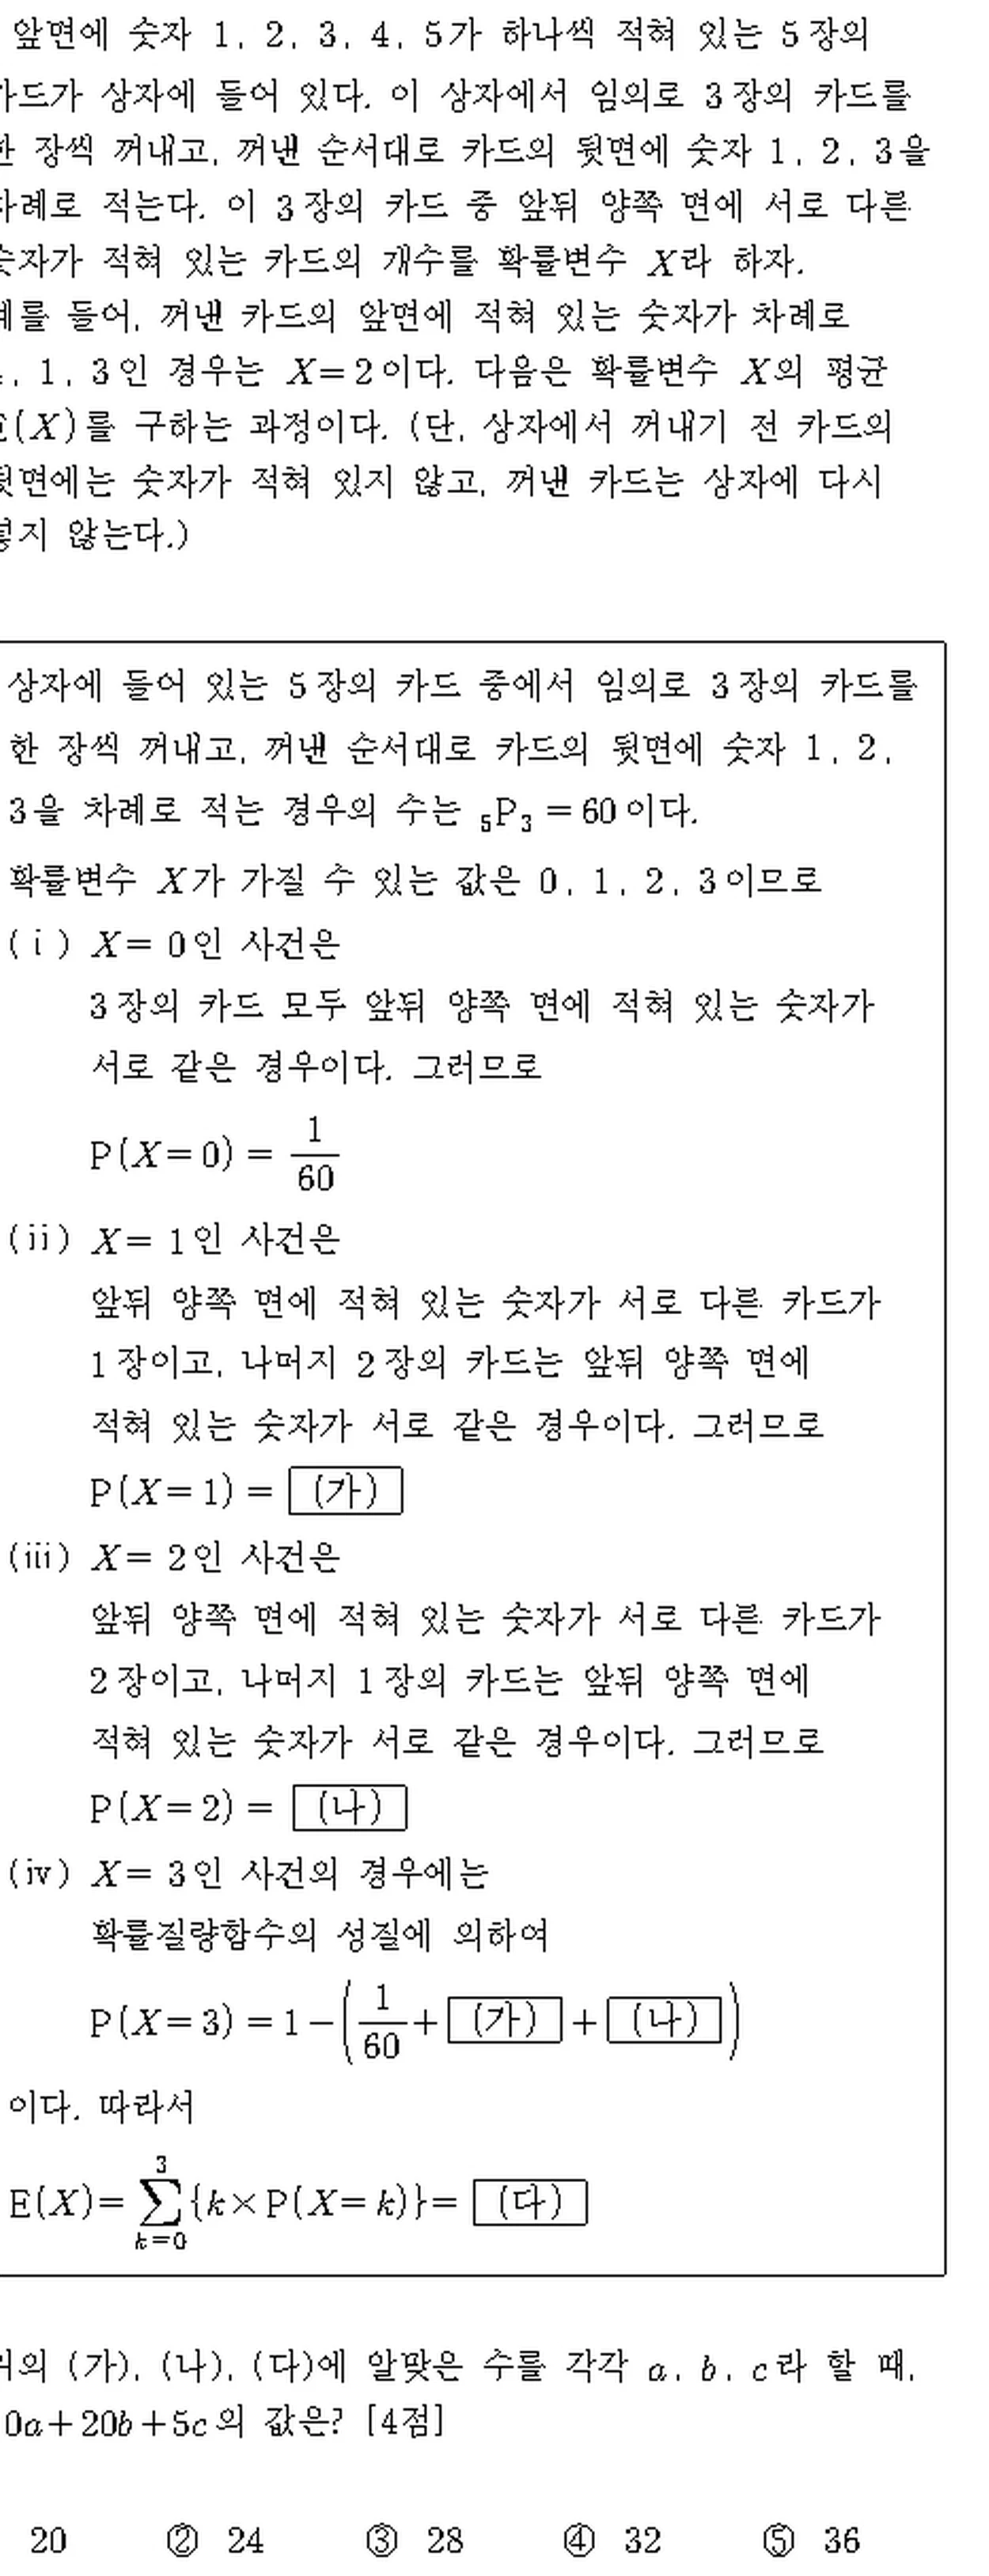 앞면에 숫자 1, 2, 3, 4, 5가 하나씩 적혀 있는 5장의
상자에 들어 있다. 이 상자에서 임의로 3장의 카드를
장씩 꺼내고, 꺼낸 순서대로 카드의 뒷면에 숫자 1, 2, 3을
적는다. 이 3장의 카드 중 앞뒤 양쪽 면에 서로 다른
적혀 있는 카드의 개수를 확률변수 X라 하자.
들어, 꺼낸 카드의 앞면에 적혀 있는 숫자가 차례로
, 1, 3인 경우는 X=2이다. 다음은 확률변수 X의 평균
(X)를 구하는 과정이다. (단, 상자에서 꺼내기 전 카드의
숫자가 적혀 있지 않고, 꺼낸 카드는 상자에 다시
않는다.)
상자에 들어 있는 5장의 카드 중에서 임의로 3장의 카드를
한 장씩 꺼내고, 꺼낸 순서대로 카드의 뒷면에 숫자 1, 2,
3을 차례로 적는 경우의 수는 ₅P₃ = 60이다.
확률변수 X가 가질 수 있는 값은 0, 1, 2, 3이므로
(i) X= 0인 사건은
3장의 카드 모두 앞뒤 양쪽 면에 적혀 있는 숫자가
서로 같은 경우이다. 그러므로
P(X=0) = 1/60
(ii) X= 1인 사건은
앞뒤 양쪽 면에 적혀 있는 숫자가 서로 다른 카드가
1장이고, 나머지 2장의 카드는 앞뒤 양쪽 면에
적혀 있는 숫자가 서로 같은 경우이다. 그러므로
P(X=1) = (가)
(iii) X= 2인 사건은
앞뒤 양쪽 면에 적혀 있는 숫자가 서로 다른 카드가
2장이고, 나머지 1장의 카드는 앞뒤 양쪽 면에
적혀 있는 숫자가 서로 같은 경우이다. 그러므로
P(X=2) = (나)
(iv) X= 3인 사건의 경우에는
확률질량함수의 성질에 의하여
P(X=3) = 1-(1/60 + (가) + (나))
이다. 따라서
E(X)= ∑_{k=0}^{3} {k×P(X=k)}= (다)
(가), (나), (다)에 알맞은 수를 각각 a, b, c라 할 때,
0a+20b+5c의 값은? [4점]
20 ② 24 ③ 28 ④ 32 ⑤ 36